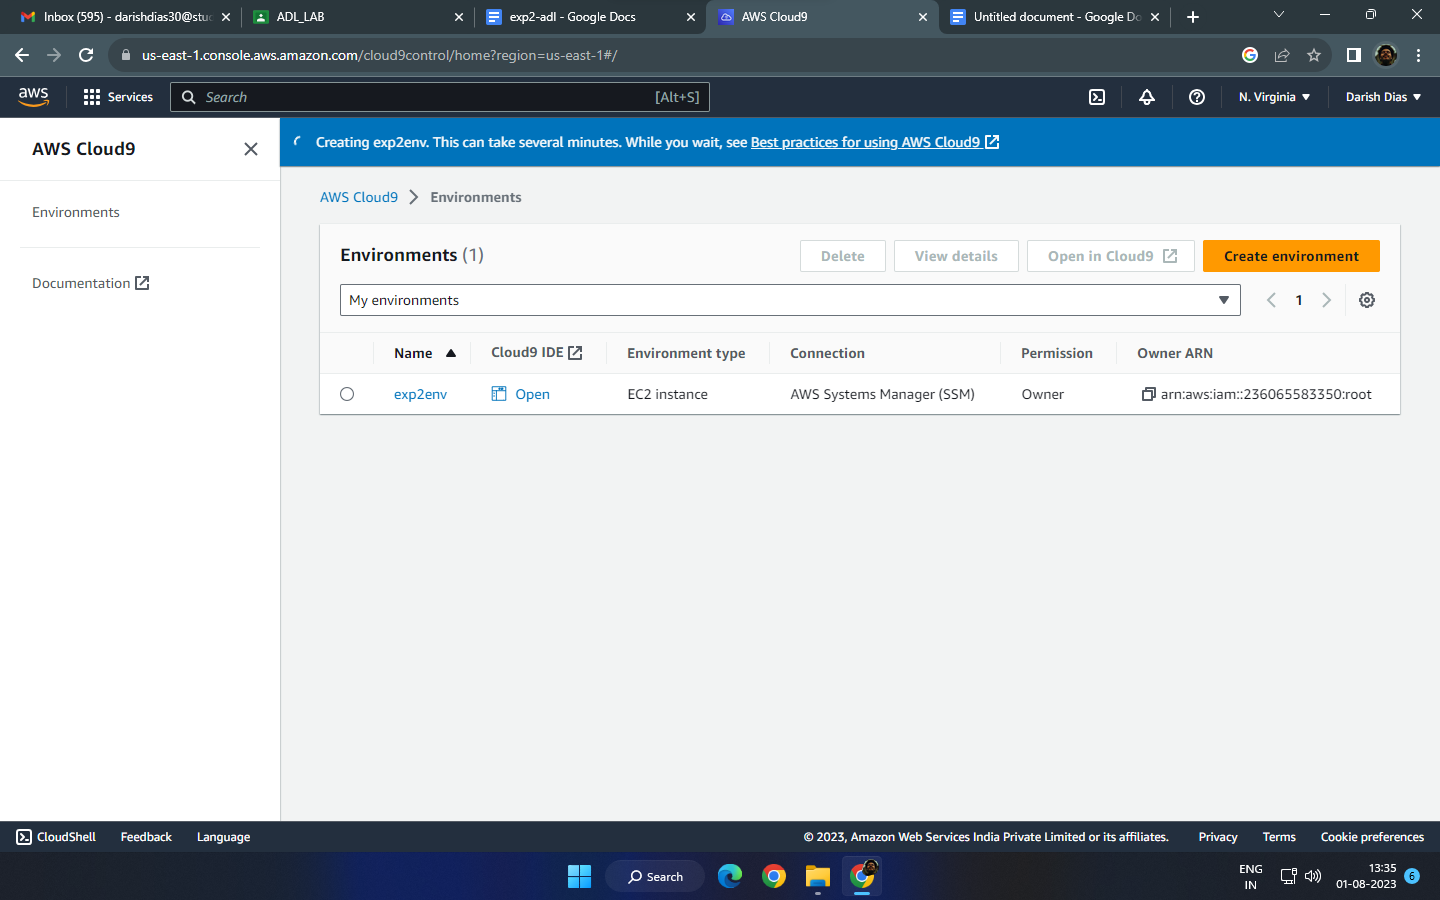 Inbox (595) - darishdias30@stu
ADL_LAB
exp2-adl - Google Docs
AWS Cloud9
Untitled document - Google Do
us-east-1.console.aws.amazon.com/cloud9control/home?region=us-east-1#/
aws
Services
Search
[Alt+S]
N. Virginia
Darish Dias
AWS Cloud9
Creating exp2env. This can take several minutes. While you wait, see Best practices for using AWS Cloud9
Environments
Documentation
AWS Cloud9 > Environments
Environments (1)
Delete
View details
Open in Cloud9
Create environment
My environments
1
Name
Cloud9 IDE
Environment type
Connection
Permission
Owner ARN
exp2env
Open
EC2 instance
AWS Systems Manager (SSM)
Owner
arn:aws:iam::236065583350:root
CloudShell
Feedback
Language
© 2023, Amazon Web Services India Private Limited or its affiliates.
Privacy
Terms
Cookie preferences
Search
ENG
IN
13:35
01-08-2023
6